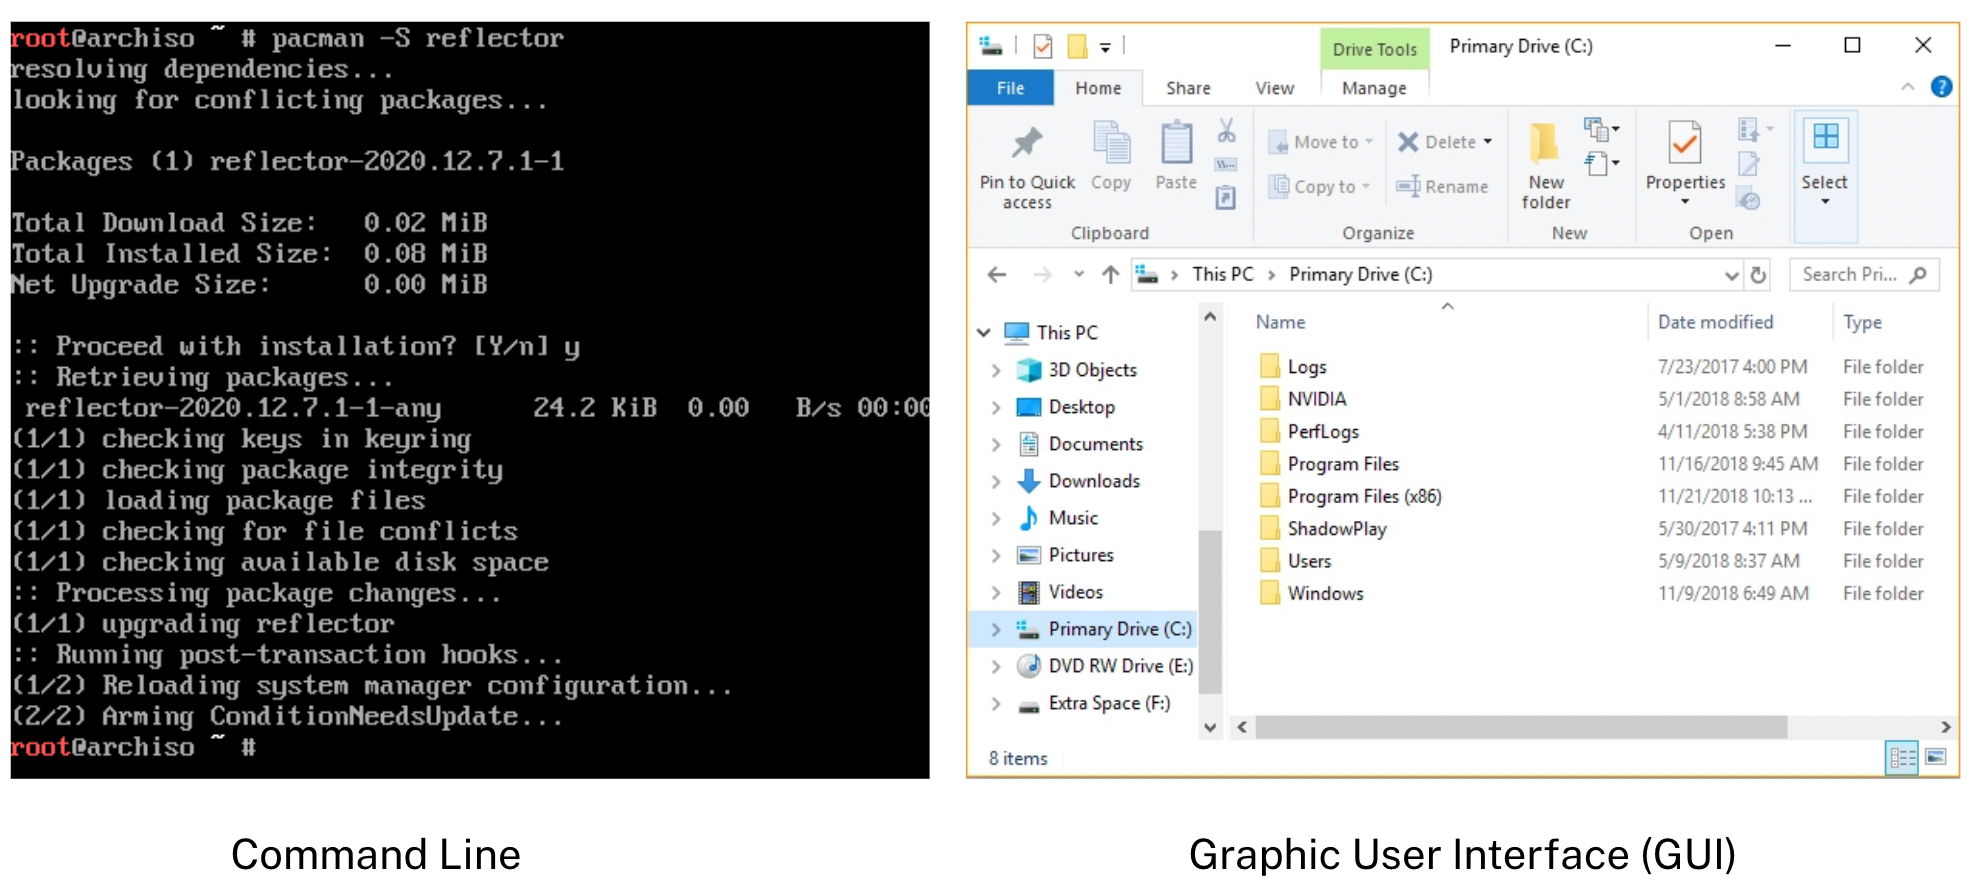 root@archiso ~ # pacman -S reflector
resolving dependencies...
looking for conflicting packages...
Packages (1) reflector-2020.12.7.1-1
Total Download Size:   0.02 MiB
Total Installed Size:  0.08 MiB
Net Upgrade Size:      0.00 MiB
:: Proceed with installation? [Y/n] y
:: Retrieving packages...
reflector-2020.12.7.1-1-any      24.2 KiB  0.00   B/s 00:00
(1/1) checking keys in keyring
(1/1) checking package integrity
(1/1) loading package files
(1/1) checking for file conflicts
(1/1) checking available disk space
:: Processing package changes...
(1/1) upgrading reflector
:: Running post-transaction hooks...
(1/2) Reloading system manager configuration...
(2/2) Arming ConditionNeedsUpdate...
root@archiso ~ #
Command Line
Drive Tools
Primary Drive (C:)
File Home Share View Manage
Pin to Quick access
Copy
Paste
Move to
Copy to
Delete
Rename
New folder
Properties
Select
Clipboard Organize New Open
This PC > Primary Drive (C:)
Search Pri...
This PC
3D Objects
Desktop
Documents
Downloads
Music
Pictures
Videos
Primary Drive (C:)
DVD RW Drive (E:)
Extra Space (F:)
Name Date modified Type
Logs 7/23/2017 4:00 PM File folder
NVIDIA 5/1/2018 8:58 AM File folder
PerfLogs 4/11/2018 5:38 PM File folder
Program Files 11/16/2018 9:45 AM File folder
Program Files (x86) 11/21/2018 10:13 ... File folder
ShadowPlay 5/30/2017 4:11 PM File folder
Users 5/9/2018 8:37 AM File folder
Windows 11/9/2018 6:49 AM File folder
8 items
Graphic User Interface (GUI)